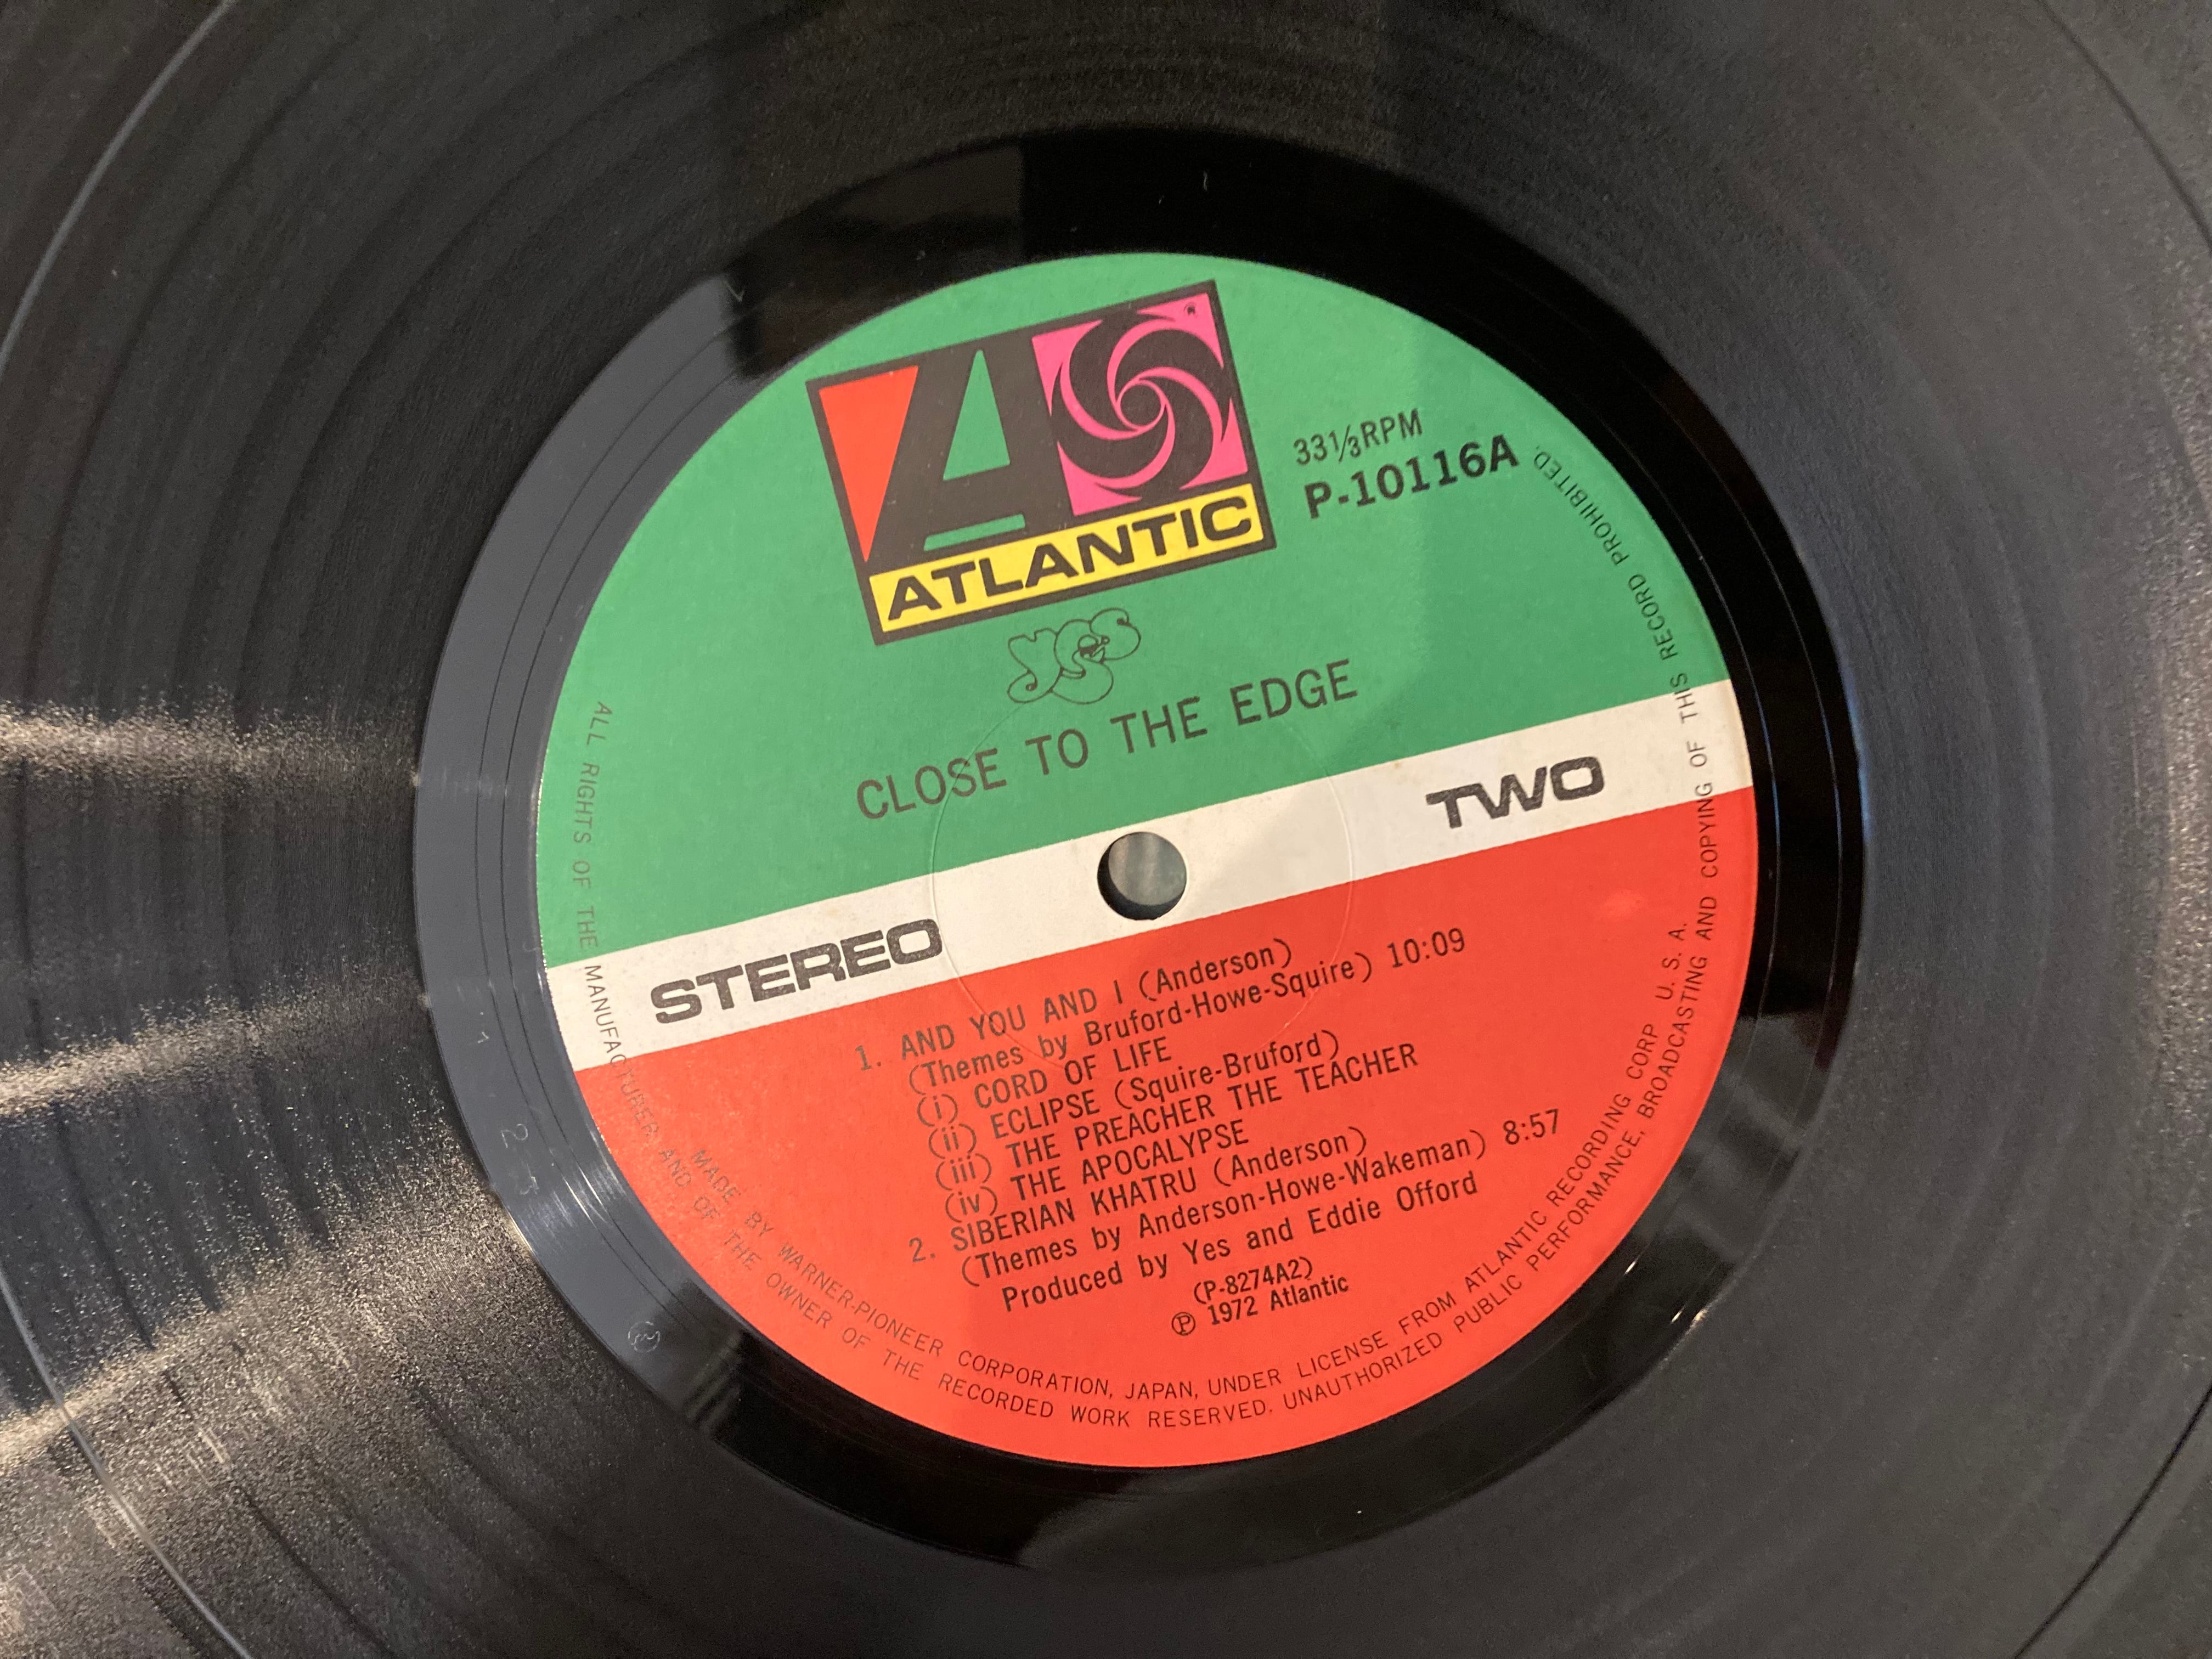 ATLANTIC
33⅓RPM
P-10116A
yes
CLOSE TO THE EDGE
STEREO
TWO
1. AND YOU AND I (Anderson)
(Themes by Bruford-Howe-Squire) 10:09
(i) CORD OF LIFE
(ii) ECLIPSE (Squire-Bruford)
(iii) THE PREACHER THE TEACHER
(iv) THE APOCALYPSE
2. SIBERIAN KHATRU (Anderson)
(Themes by Anderson-Howe-Wakeman) 8:57
Produced by Yes and Eddie Offord
(P-8274A2)
Ⓟ 1972 Atlantic
MADE BY WARNER-PIONEER CORPORATION, JAPAN, UNDER LICENSE FROM ATLANTIC RECORDING CORP U. S. A.
ALL RIGHTS OF THE MANUFACTURER AND OF THE OWNER OF THE RECORDED WORK RESERVED. UNAUTHORIZED PUBLIC PERFORMANCE, BROADCASTING AND COPYING OF THIS RECORD PROHIBITED.